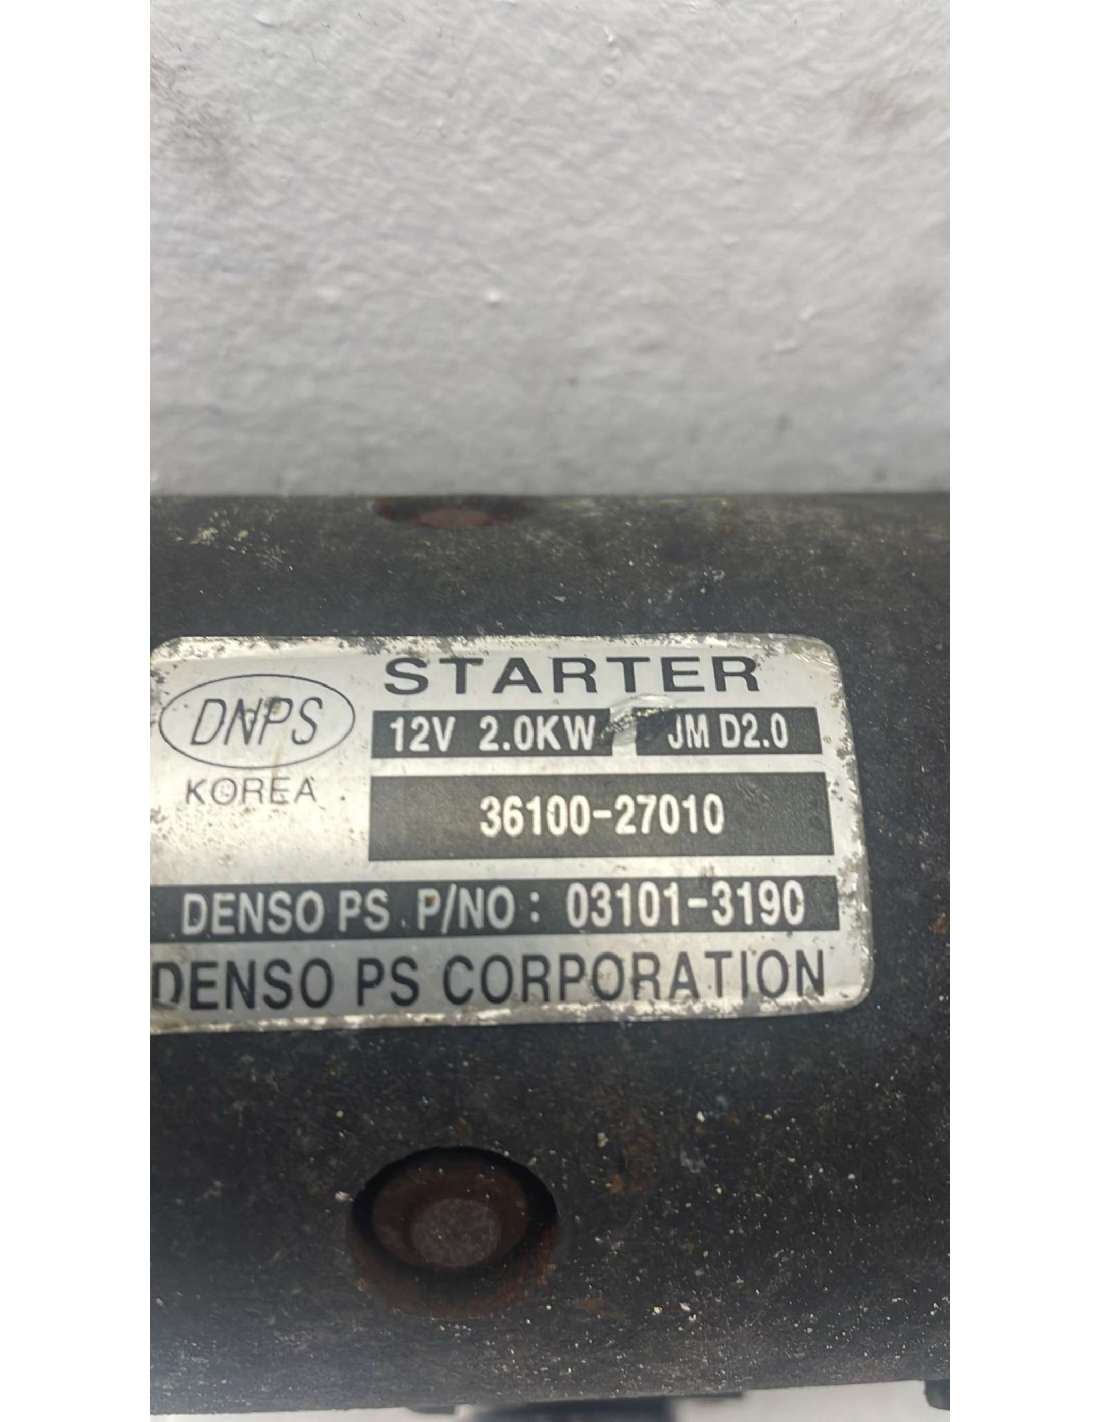 STARTER
DNPS
12V 2.0KW JM D2.0
KOREA
36100-27010
DENSO PS P/NO: 03101-3190
DENSO PS CORPORATION